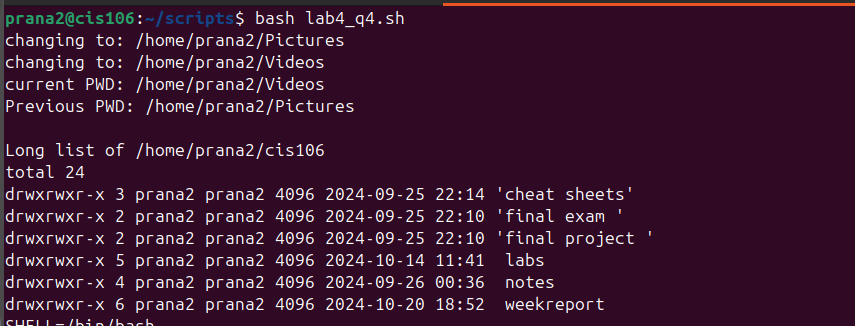 prana2@cis106:~/scripts$ bash lab4_q4.sh
changing to: /home/prana2/Pictures
changing to: /home/prana2/Videos
current PWD: /home/prana2/Videos
Previous PWD: /home/prana2/Pictures

Long list of /home/prana2/cis106
total 24
drwxrwxr-x 3 prana2 prana2 4096 2024-09-25 22:14 'cheat sheets'
drwxrwxr-x 2 prana2 prana2 4096 2024-09-25 22:10 'final exam '
drwxrwxr-x 2 prana2 prana2 4096 2024-09-25 22:10 'final project '
drwxrwxr-x 5 prana2 prana2 4096 2024-10-14 11:41  labs
drwxrwxr-x 4 prana2 prana2 4096 2024-09-26 00:36  notes
drwxrwxr-x 6 prana2 prana2 4096 2024-10-20 18:52  weekreport
SHELL=/bin/bash